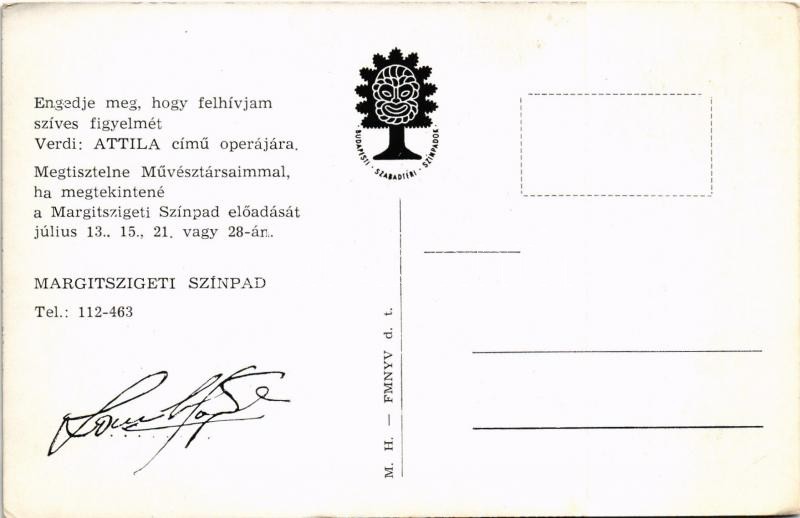 Engedje meg, hogy felhívjam
szíves figyelmét
Verdi: ATTILA című operájára.
Megtisztelne Művésztársaimmal,
ha megtekintené
a Margitszigeti Színpad előadását
július 13., 15., 21. vagy 28-án.
MARGITSZIGETI SZÍNPAD
Tel.: 112-463
· BUDAPESTI · SZABADTÉRI · SZÍNPADOK ·
M. H. — FMNYV d. t.